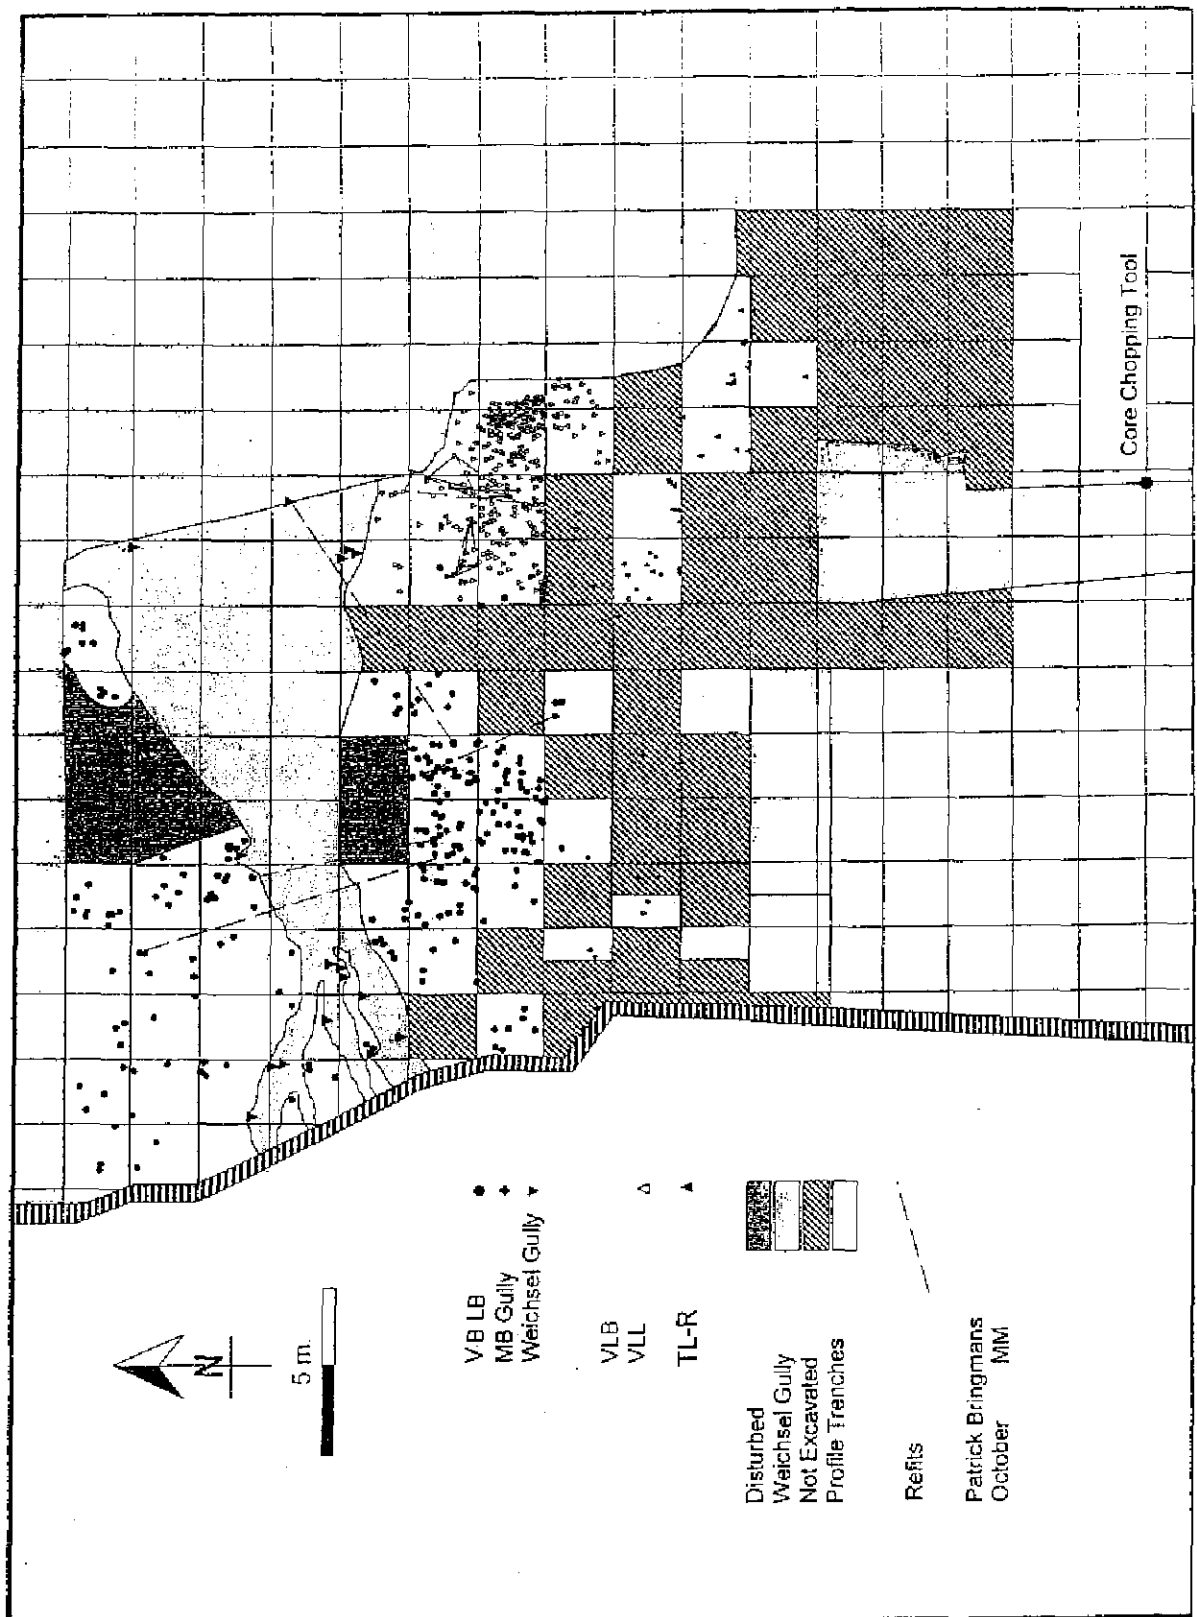 N
5 m.
V-B LB
MB Gully
Weichsel Gully
VLB
VLL
TL-R
Disturbed
Weichsel Gully
Not Excavated
Profile Trenches
Refits
Patrick Bringmans
October MM
Core Chopping Tool